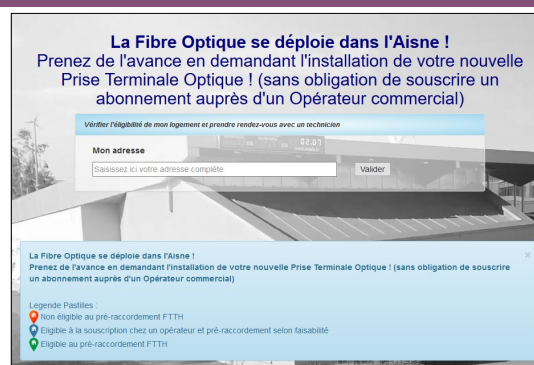 La Fibre Optique se déploie dans l'Aisne !
Prenez de l'avance en demandant l'installation de votre nouvelle
Prise Terminale Optique ! (sans obligation de souscrire un
abonnement auprès d'un Opérateur commercial)
Vérifier l'éligibilité de mon logement et prendre rendez-vous avec un technicien
Mon adresse
Saisissez ici votre adresse complète
Valider
La Fibre Optique se déploie dans l'Aisne !
Prenez de l'avance en demandant l'installation de votre nouvelle Prise Terminale Optique ! (sans obligation de souscrire
un abonnement auprès d'un Opérateur commercial)
Legende Pastilles :
Non éligible au pré-raccordement FTTH
Eligible à la souscription chez un opérateur et pré-raccordement selon faisabilité
Eligible au pré-raccordement FTTH